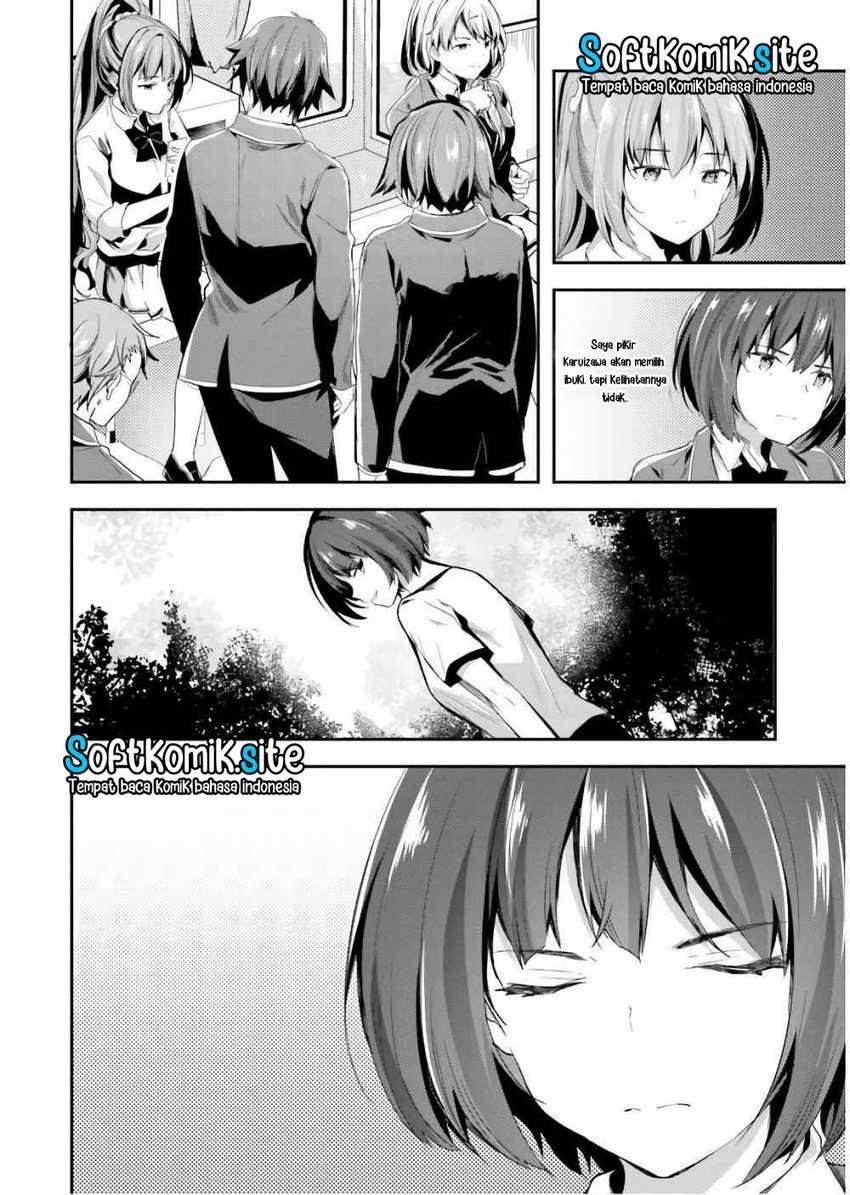 SoftKomik.site
Tempat baca Komik bahasa indonesia
Saya pikir
Karuizawa akan memilih
ibuki, tapi Kelihatannya
tidak.
SoftKomik.site
Tempat baca Komik bahasa indonesia